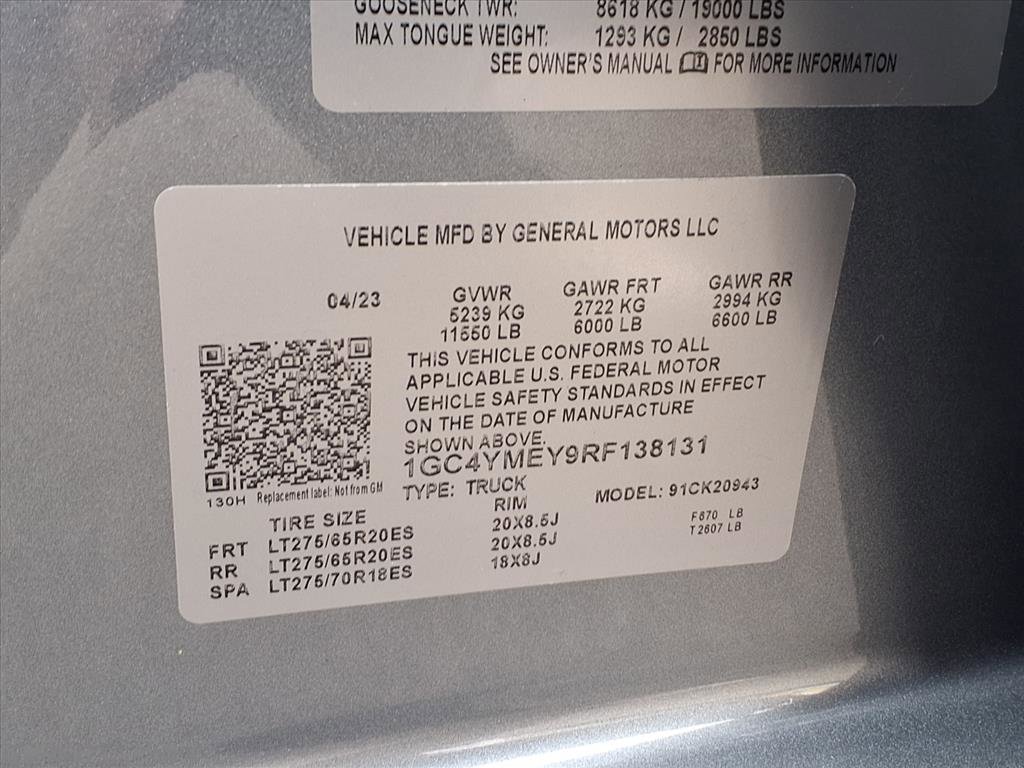 GOOSENECK TWR: 8618 KG / 19000 LBS
MAX TONGUE WEIGHT: 1293 KG / 2850 LBS
SEE OWNER'S MANUAL FOR MORE INFORMATION
VEHICLE MFD BY GENERAL MOTORS LLC
04/23 GVWR GAWR FRT GAWR RR
5239 KG 2722 KG 2994 KG
11550 LB 6000 LB 6600 LB
THIS VEHICLE CONFORMS TO ALL
APPLICABLE U.S. FEDERAL MOTOR
VEHICLE SAFETY STANDARDS IN EFFECT
ON THE DATE OF MANUFACTURE
SHOWN ABOVE.
1GC4YMEY9RF138131
130H Replacement label: Not from GM
TYPE: TRUCK MODEL: 91CK20943
TIRE SIZE RIM
FRT LT275/65R20ES 20X8.5J F870 LB
RR LT275/65R20ES 20X8.5J T2607 LB
SPA LT275/70R18ES 18X8J